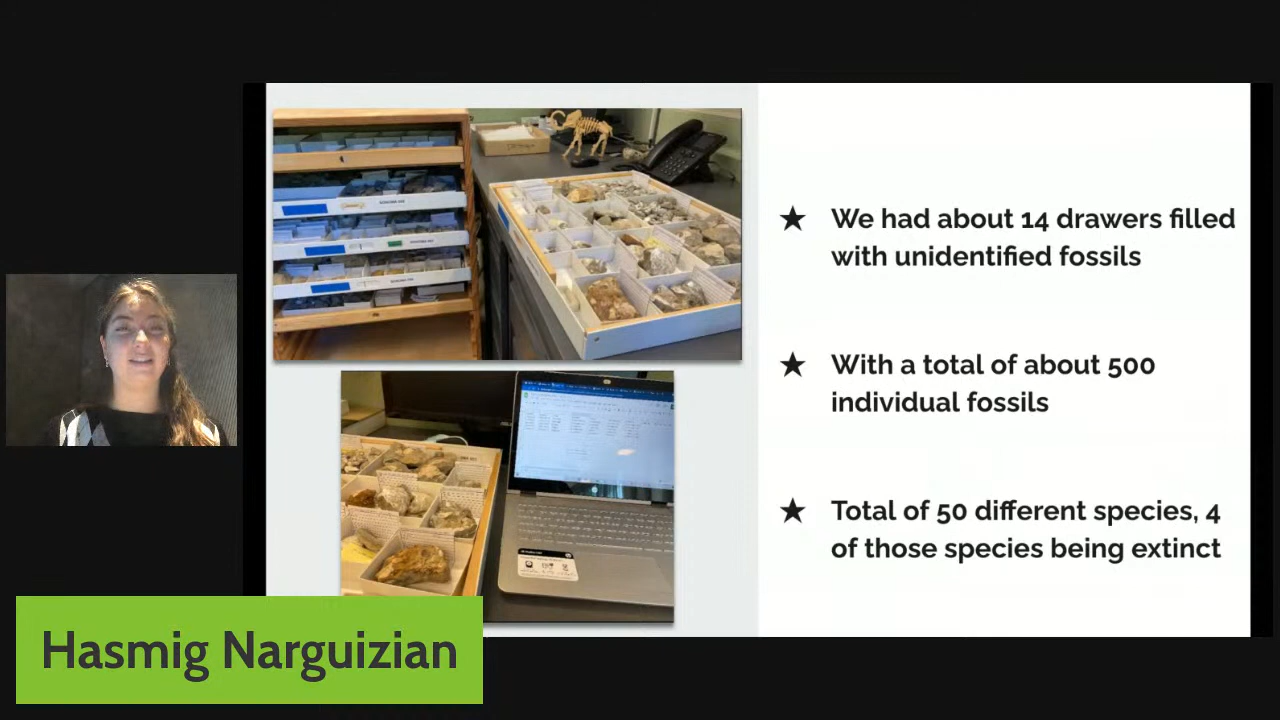 We had about 14 drawers filled
with unidentified fossils
With a total of about 500
individual fossils
Total of 50 different species, 4
of those species being extinct
Hasmig Narguizian